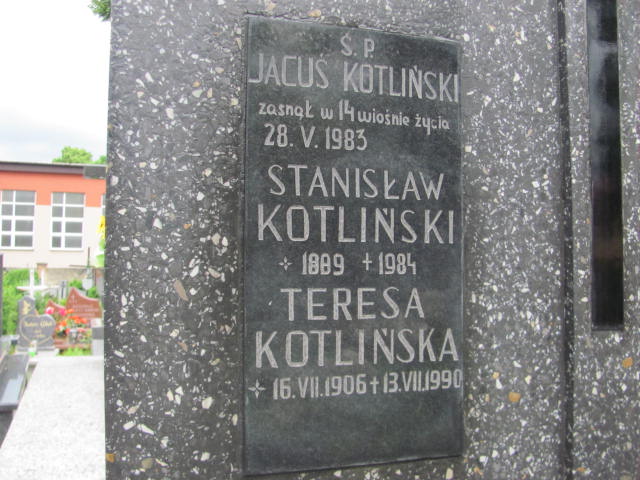 Ś.P.
JACUŚ KOTLIŃSKI
zasnął w 14 wiośnie życia
28.V.1983
STANISŁAW
KOTLIŃSKI
1889 + 1984
TERESA
KOTLIŃSKA
16.VII.1906 + 13.VII.1990